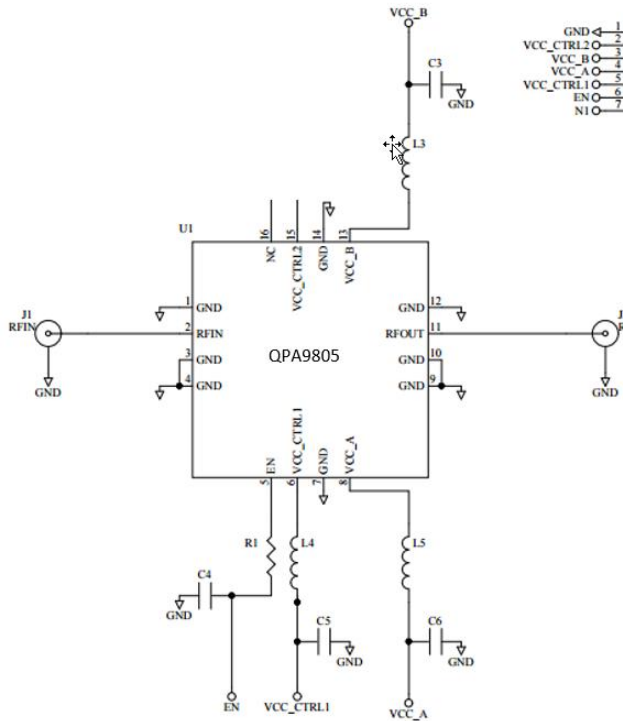 VCC_B
GND 1
VCC_CTRL2 2
VCC_B 3
VCC_A 4
VCC_CTRL1 5
EN 6
N1 7
C3
GND
L3
U1
16 15 14 13
NC VCC_CTRL2 GND VCC_B
J1
RFIN
1 GND
2 RFIN
3 GND
4 GND
GND
QPA9805
GND 12
RFOUT 11
GND 10
GND 9
J
R
GND
EN VCC_CTRL1 GND VCC_A
5 6 7 8
R1
L4
L5
C4
GND
C5
GND
C6
GND
EN
VCC_CTRL1
VCC_A